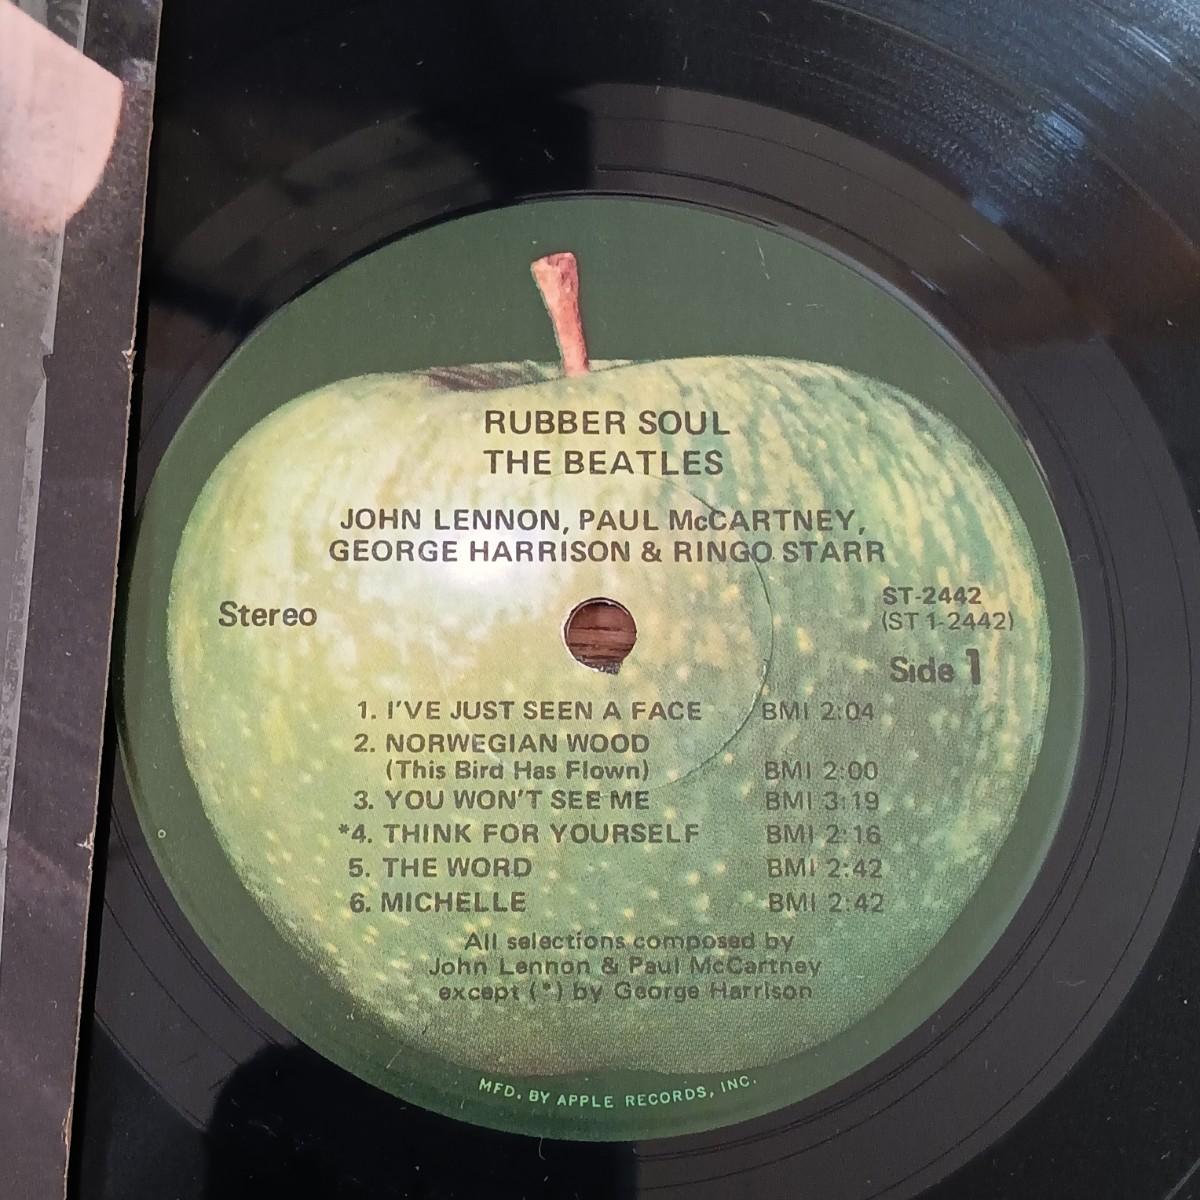 RUBBER SOUL
THE BEATLES
JOHN LENNON, PAUL McCARTNEY,
GEORGE HARRISON & RINGO STARR
Stereo
ST-2442
(ST 1-2442)
Side 1
1. I'VE JUST SEEN A FACE BMI 2:04
2. NORWEGIAN WOOD
(This Bird Has Flown) BMI 2:00
3. YOU WON'T SEE ME BMI 3:19
*4. THINK FOR YOURSELF BMI 2:16
5. THE WORD BMI 2:42
6. MICHELLE BMI 2:42
All selections composed by
John Lennon & Paul McCartney
except (*) by George Harrison
MFD. BY APPLE RECORDS, INC.